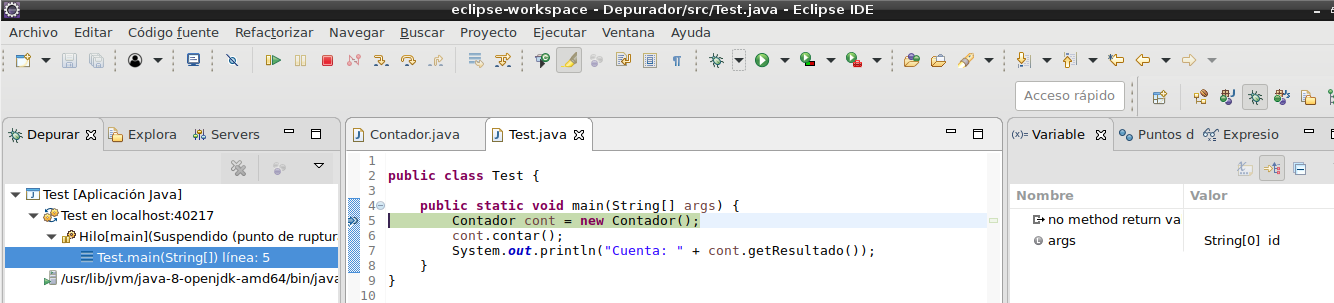 eclipse-workspace - Depurador/src/Test.java - Eclipse IDE
Archivo Editar Código fuente Refactorizar Navegar Buscar Proyecto Ejecutar Ventana Ayuda
Acceso rápido
Depurar Explora Servers
Test [Aplicación Java]
Test en localhost:40217
Hilo[main](Suspendido (punto de ruptur
Test.main(String[]) línea: 5
/usr/lib/jvm/java-8-openjdk-amd64/bin/java
Contador.java Test.java
1
2 public class Test {
3
4 public static void main(String[] args) {
5 Contador cont = new Contador();
6 cont.contar();
7 System.out.println("Cuenta: " + cont.getResultado());
8 }
9 }
10
(x)= Variable Puntos d Expresio
Nombre Valor
no method return va
args String[0] id